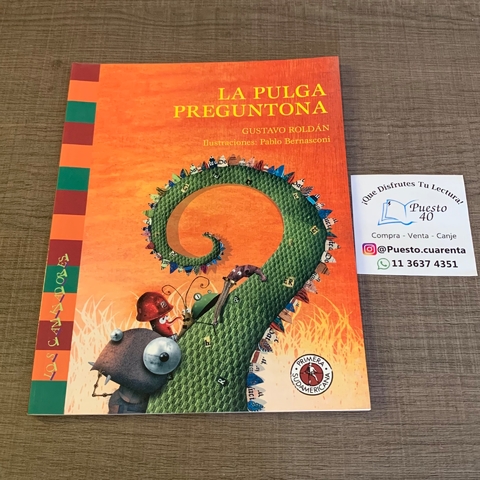 LA PULGA
PREGUNTONA
GUSTAVO ROLDÁN
Ilustraciones: Pablo Bernasconi
PRIMERA
SUDAMERICANA
¡Que Disfrutes Tu Lectura!
Puesto
40
Compra - Venta - Canje
@Puesto.cuarenta
11 3637 4351